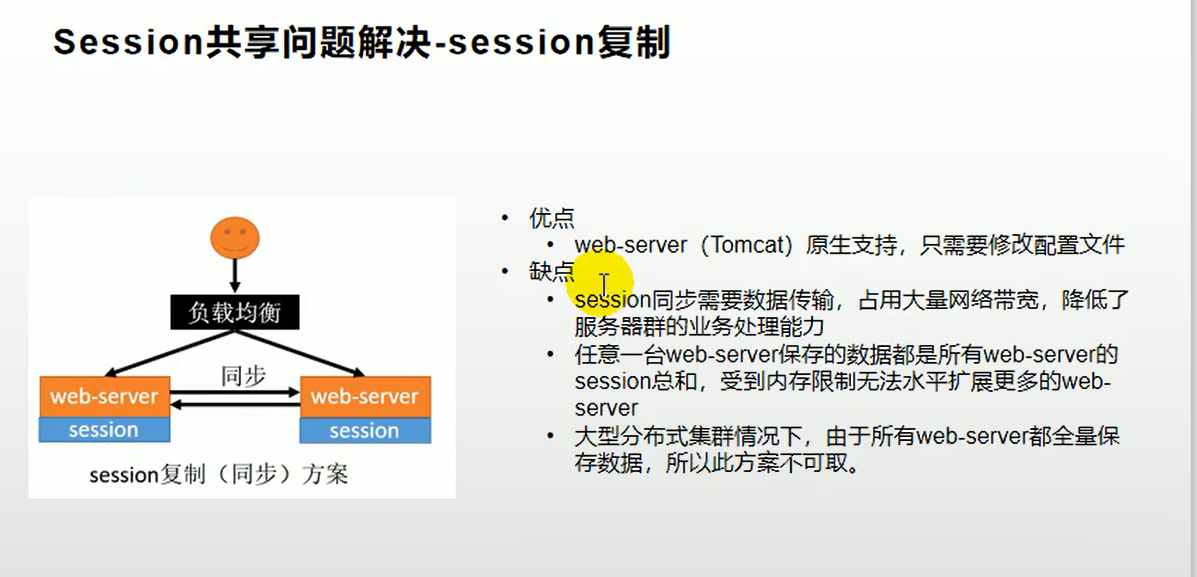 Session共享问题解决-session复制
负载均衡
同步
web-server
web-server
session
session
session复制（同步）方案
• 优点
• web-server（Tomcat）原生支持，只需要修改配置文件
• 缺点
• session同步需要数据传输，占用大量网络带宽，降低了
服务器群的业务处理能力
• 任意一台web-server保存的数据都是所有web-server的
session总和，受到内存限制无法水平扩展更多的web-
server
• 大型分布式集群情况下，由于所有web-server都全量保
存数据，所以此方案不可取。